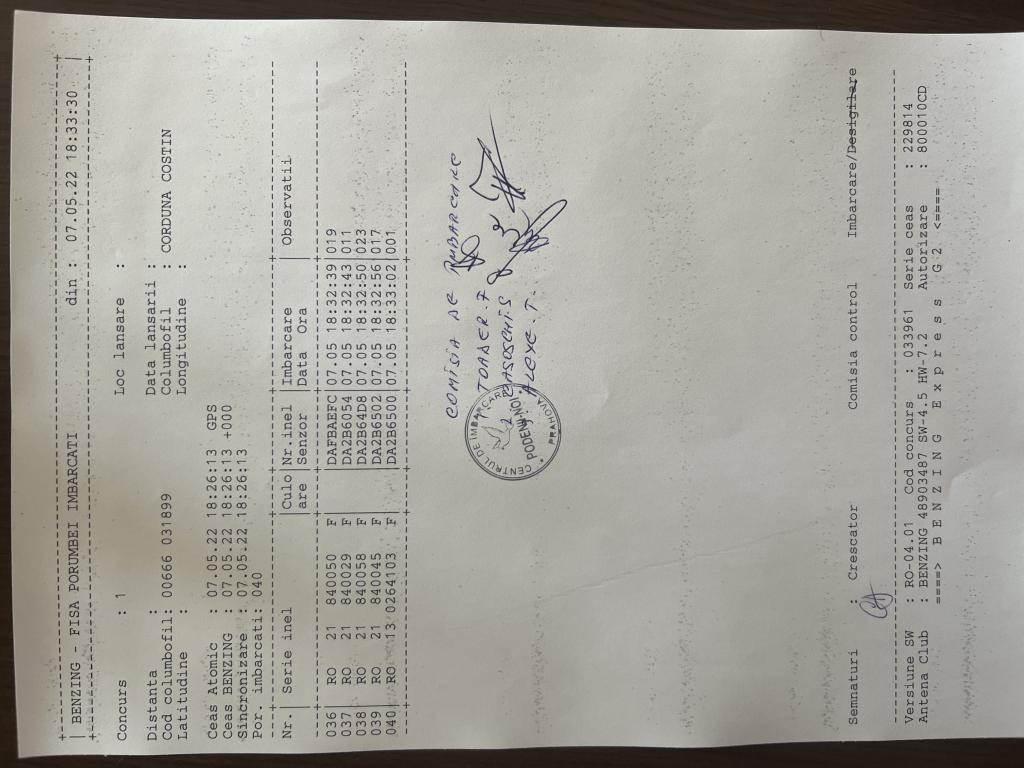 BENZING - FISA PORUMBEI IMBARCATI din : 07.05.22 18:33:30
Concurs : 1 Loc lansare :
Distanta : Data lansarii :
Cod columbofil: 00666 031899 Columbofil : CORDUNA COSTIN
Latitudine : Longitudine :
Ceas Atomic : 07.05.22 18:26:13 GPS
Ceas BENZING : 07.05.22 18:26:13 +000
Sincronizare : 07.05.22 18:26:13
Por. imbarcati: 040
Nr.| Serie inel |Culo|Nr.inel |Imbarcare |Observatii
|are |Senzor |Data Ora |
036| RO 21 840050 F | |DAFBAEFC|07.05 18:32:39|019
037| RO 21 840029 F | |DA2B6054|07.05 18:32:43|011
038| RO 21 840058 F | |DA2B64D8|07.05 18:32:50|023
039| RO 21 840045 F | |DA2B6502|07.05 18:32:56|017
040| RO 13 0264103 F | |DA2B6500|07.05 18:33:02|001
COMISIA DE IMBARCARE
TOADER F
ALEXE T.
CENTRUL DE IMBARCARE
PODENII-NOI
PRAHOVA
Semnaturi : Crescator Comisia control Imbarcare/Desigilare
Versiune SW : RO-04.01 Cod concurs : 033961 Serie ceas : 229814
Antena Club : BENZING 48903487 SW-4.5 HW-7.2 Autorizare : 800010CD
====> B E N Z I N G E x p r e s s G 2 <====